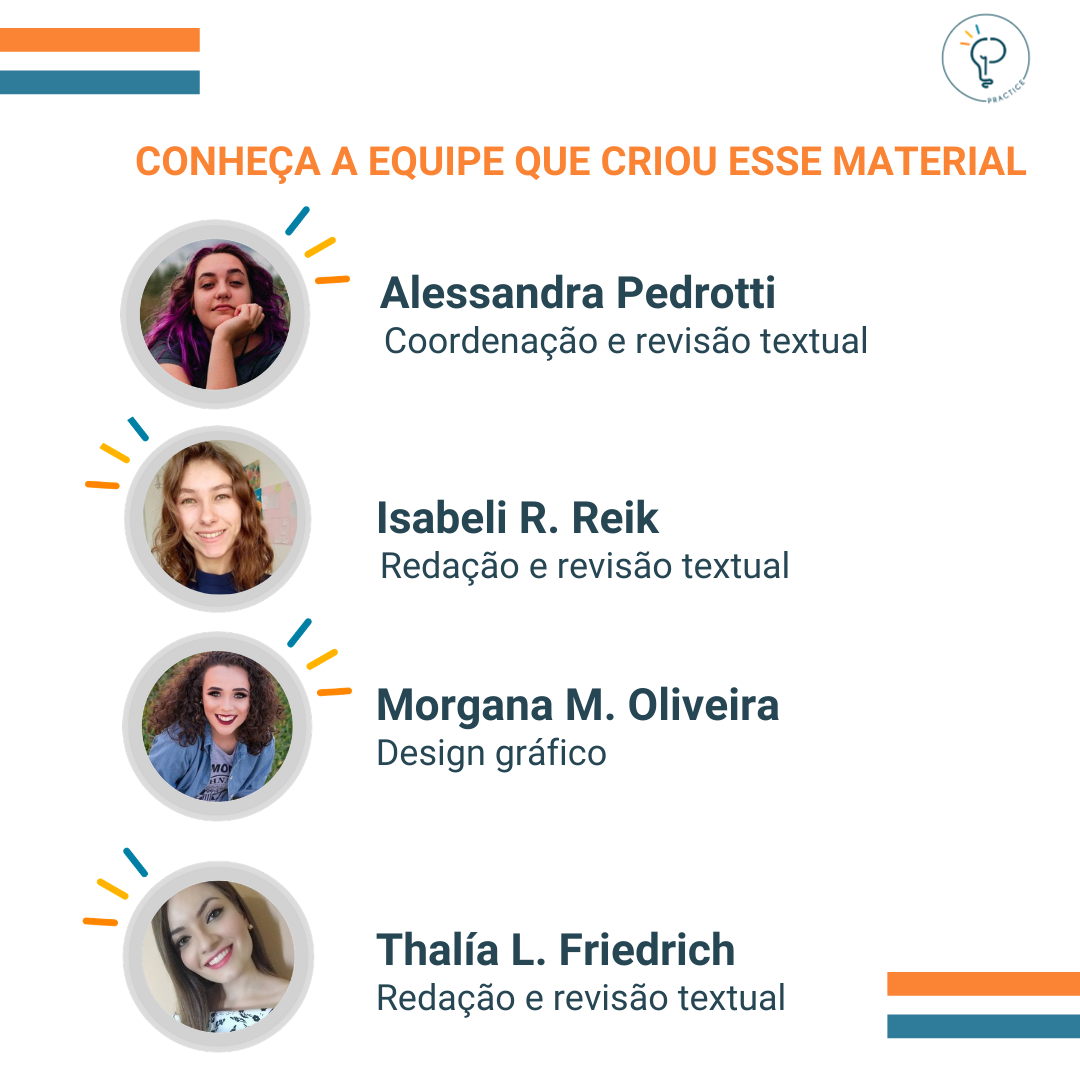 PRACTICE
CONHEÇA A EQUIPE QUE CRIOU ESSE MATERIAL
Alessandra Pedrotti
Coordenação e revisão textual
Isabeli R. Reik
Redação e revisão textual
Morgana M. Oliveira
Design gráfico
Thalía L. Friedrich
Redação e revisão textual